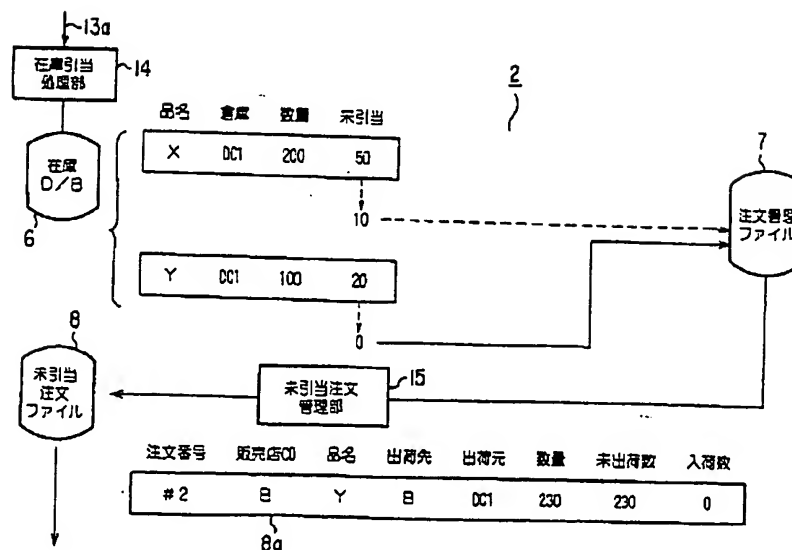 13a
在庫引当
処理部
14
2
品名 倉庫 数量 未引当
X DC1 200 50
10
在庫
D/B
6
7
注文管理
ファイル
Y DC1 100 20
0
8
未引当
注文
ファイル
未引当注文
管理部
15
注文番号 販売店CD 品名 出荷先 出荷元 数量 未出荷数 入荷数
#2 B Y B DC1 230 230 0
8a